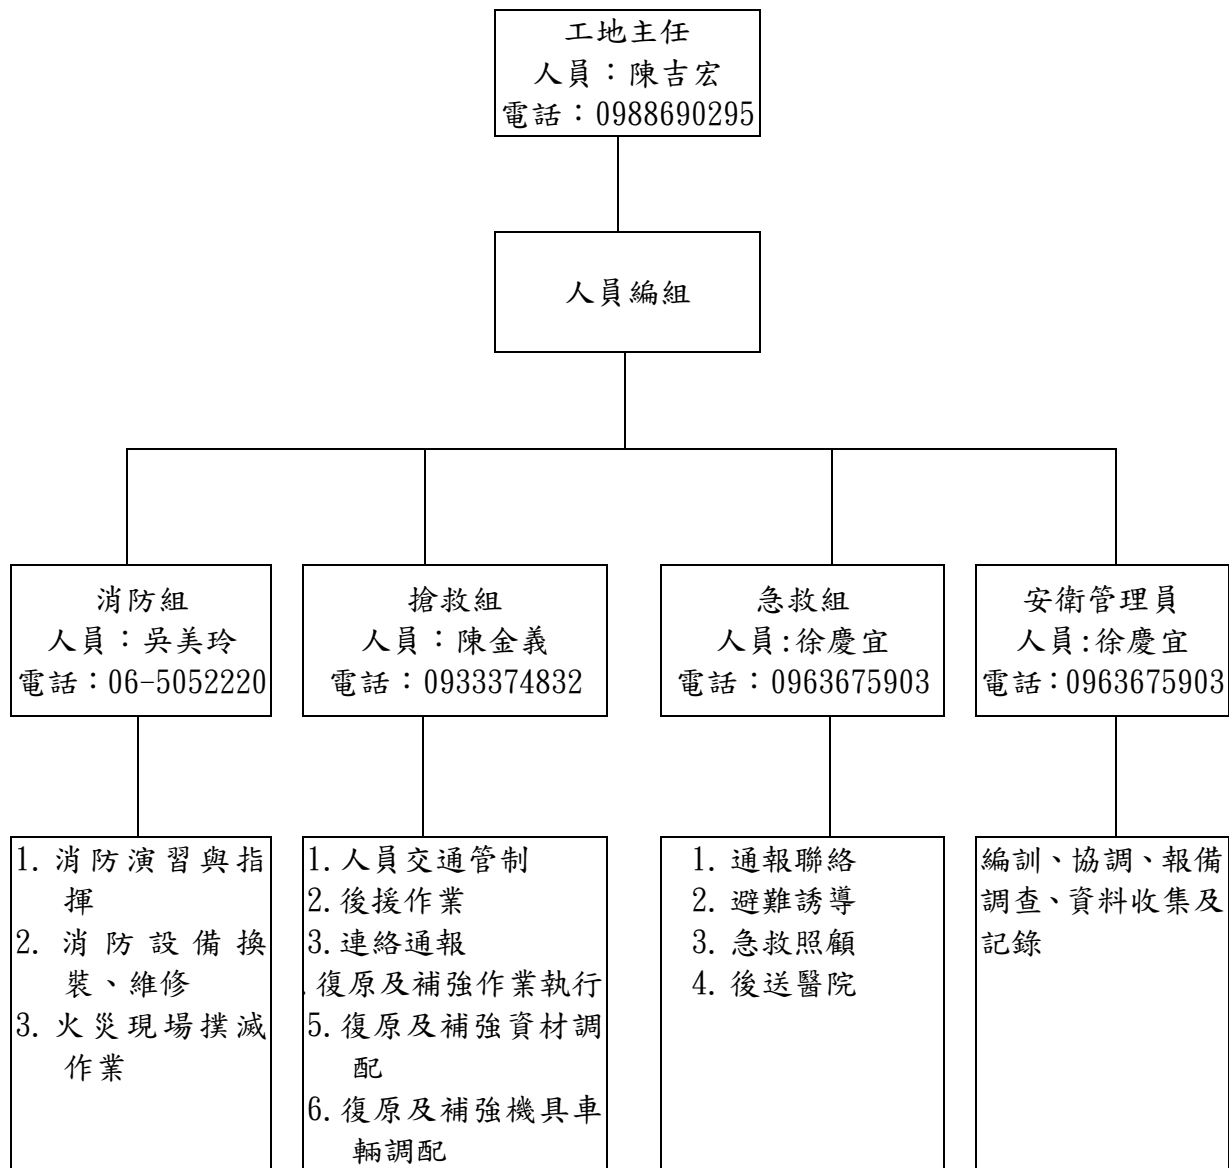 工地主任
人員：陳吉宏
電話：0988690295
人員編組
消防組
人員：吳美玲
電話：06-5052220
搶救組
人員：陳金義
電話：0933374832
急救組
人員:徐慶宜
電話：0963675903
安衛管理員
人員:徐慶宜
電話：0963675903
1. 消防演習與指
揮
2. 消防設備換
裝、維修
3. 火災現場撲滅
作業
1. 人員交通管制
2. 後援作業
3. 連絡通報
.復原及補強作業執行
5. 復原及補強資材調
配
6. 復原及補強機具車
輛調配
1. 通報聯絡
2. 避難誘導
3. 急救照顧
4. 後送醫院
編訓、協調、報備
調查、資料收集及
記錄